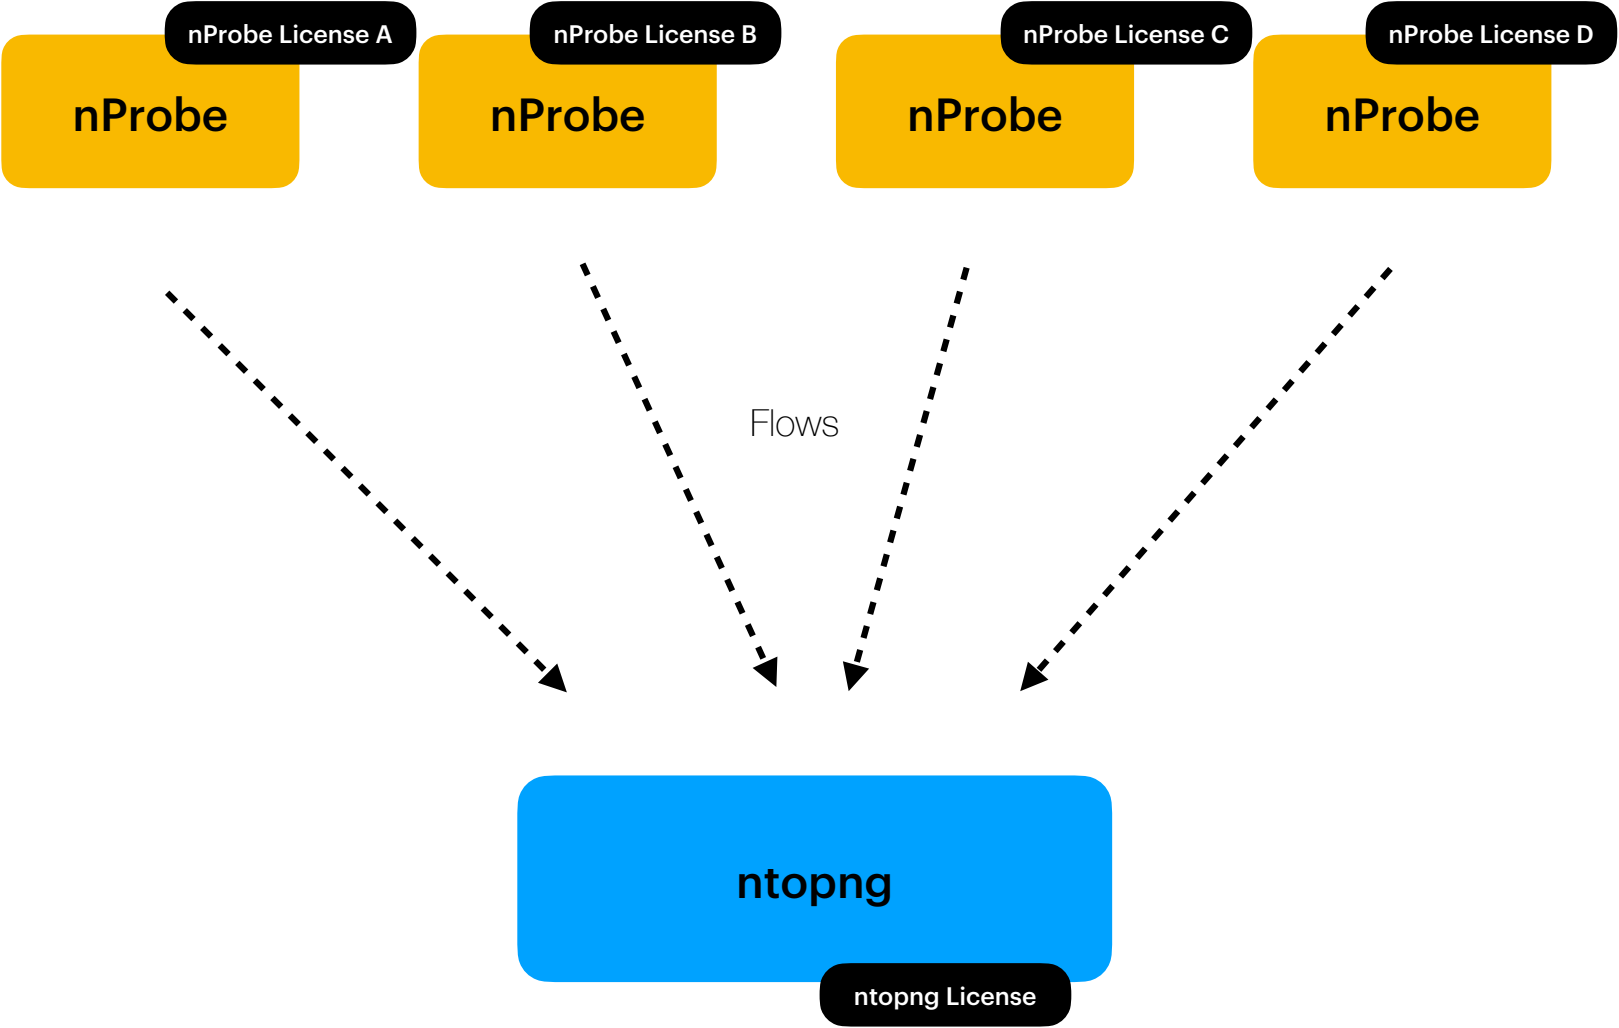 nProbe License A
nProbe License B
nProbe License C
nProbe License D
nProbe
nProbe
nProbe
nProbe
Flows
ntopng
ntopng License